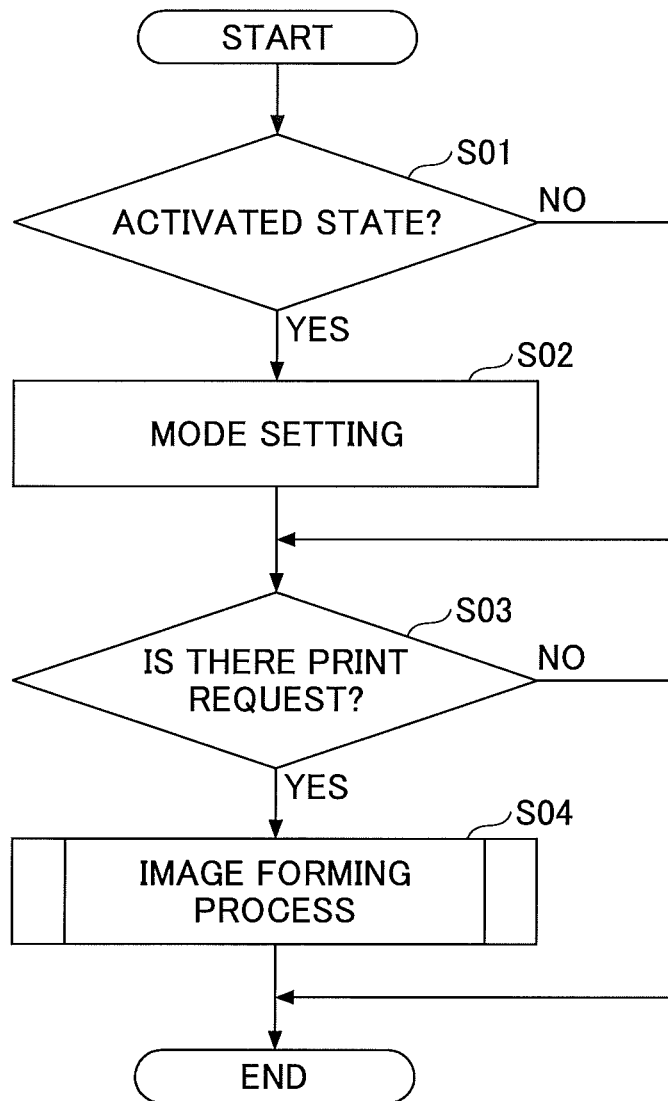 START
S01
ACTIVATED STATE?
NO
YES
S02
MODE SETTING
S03
IS THERE PRINT
REQUEST?
NO
YES
S04
IMAGE FORMING
PROCESS
END